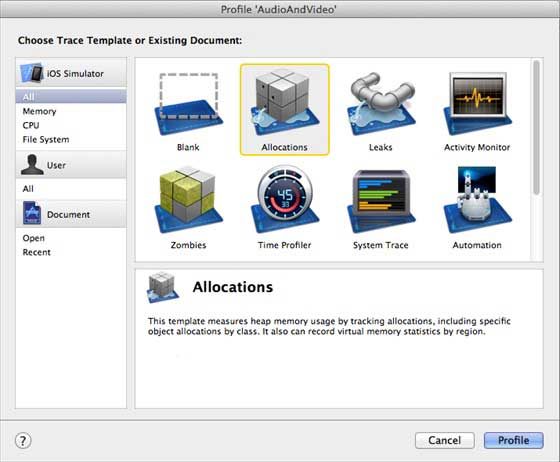 Profile 'AudioAndVideo'
Choose Trace Template or Existing Document:
iOS Simulator
All
Memory
CPU
File System
User
All
Document
Open
Recent
Blank
Allocations
Leaks
Activity Monitor
45
33
Zombies
Time Profiler
System Trace
Automation
Allocations
This template measures heap memory usage by tracking allocations, including specific
object allocations by class. It also can record virtual memory statistics by region.
?
Cancel
Profile